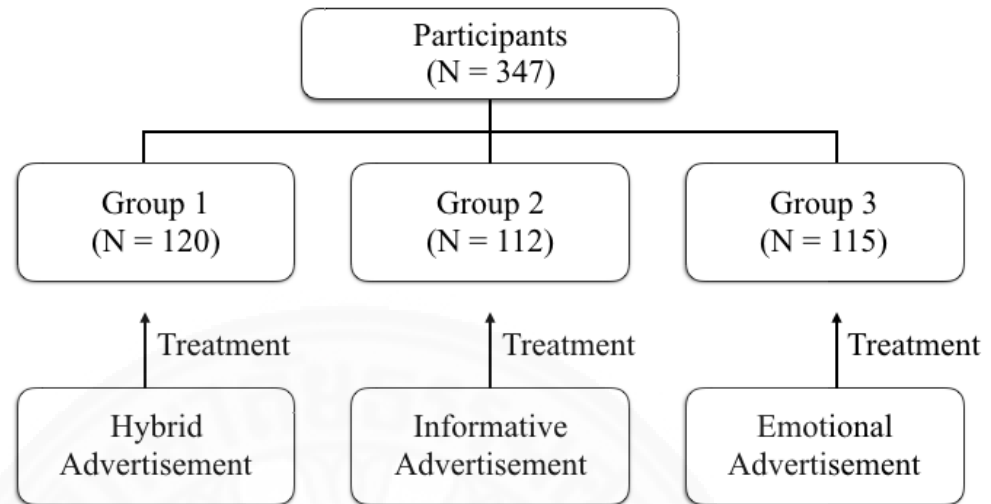 Participants
(N = 347)
Group 1
(N = 120)
Group 2
(N = 112)
Group 3
(N = 115)
Treatment
Treatment
Treatment
Hybrid
Advertisement
Informative
Advertisement
Emotional
Advertisement